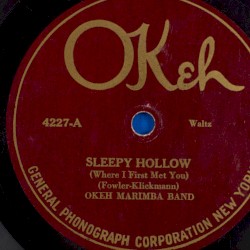 OKeh
4227-A Waltz
SLEEPY HOLLOW
(Where I First Met You)
(Fowler-Klickmann)
OKEH MARIMBA BAND
GENERAL PHONOGRAPH CORPORATION NEW YORK